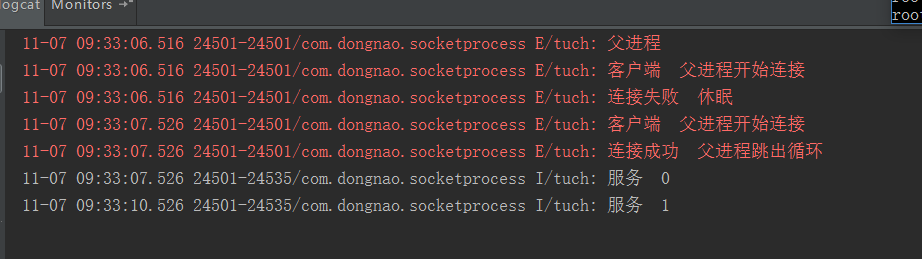 logcat Monitors
root
11-07 09:33:06.516 24501-24501/com.dongnao.socketprocess E/tuch: 父进程
11-07 09:33:06.516 24501-24501/com.dongnao.socketprocess E/tuch: 客户端 父进程开始连接
11-07 09:33:06.516 24501-24501/com.dongnao.socketprocess E/tuch: 连接失败 休眠
11-07 09:33:07.526 24501-24501/com.dongnao.socketprocess E/tuch: 客户端 父进程开始连接
11-07 09:33:07.526 24501-24501/com.dongnao.socketprocess E/tuch: 连接成功 父进程跳出循环
11-07 09:33:07.526 24501-24535/com.dongnao.socketprocess I/tuch: 服务 0
11-07 09:33:10.526 24501-24535/com.dongnao.socketprocess I/tuch: 服务 1